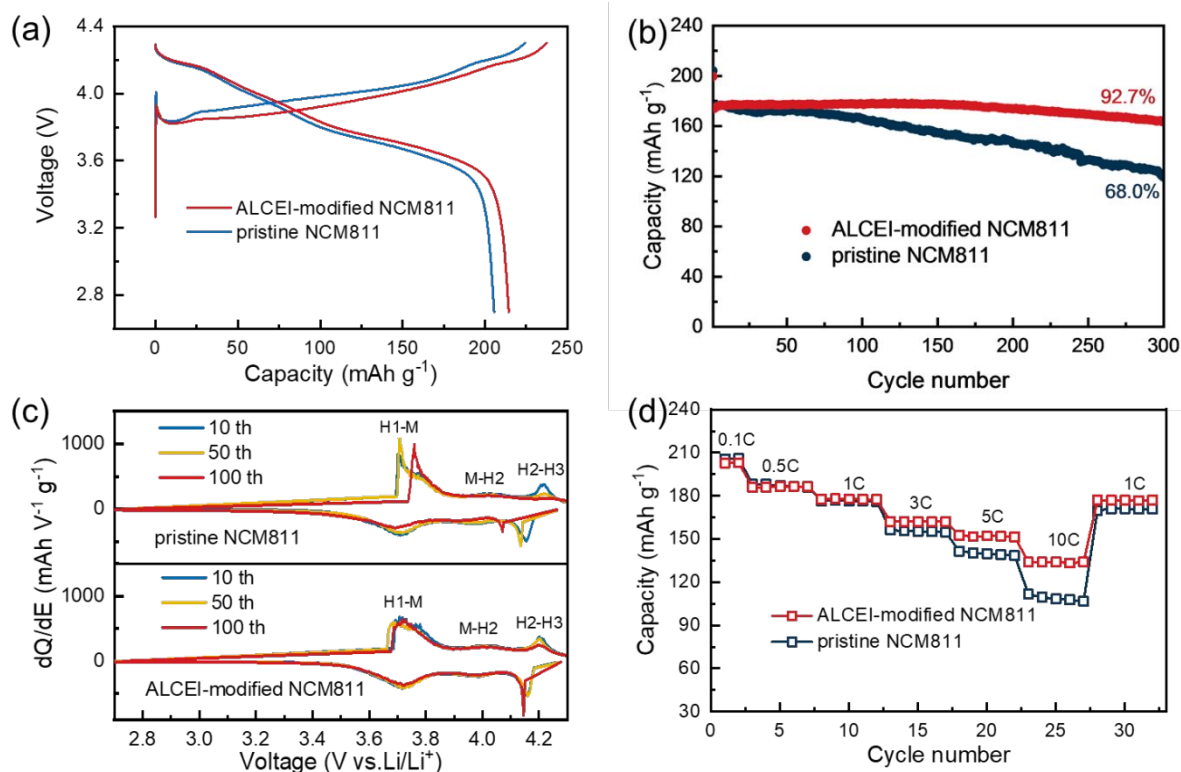 (a)
Voltage (V)
4.4
4.0
3.6
3.2
2.8
ALCEI-modified NCM811
pristine NCM811
0 50 100 150 200 250
Capacity (mAh g⁻¹)
(b)
Capacity (mAh g⁻¹)
240
200
160
120
80
40
0
92.7%
68.0%
ALCEI-modified NCM811
pristine NCM811
0 50 100 150 200 250 300
Cycle number
(c)
dQ/dE (mAh V⁻¹ g⁻¹)
1000
0
10 th
50 th
100 th
H1-M
M-H2
H2-H3
pristine NCM811
1000
0
10 th
50 th
100 th
H1-M
M-H2
H2-H3
ALCEI-modified NCM811
2.8 3.0 3.2 3.4 3.6 3.8 4.0 4.2
Voltage (V vs.Li/Li⁺)
(d)
Capacity (mAh g⁻¹)
240
210
180
150
120
90
60
30
0.1C
0.5C
1C
3C
5C
10C
1C
ALCEI-modified NCM811
pristine NCM811
0 5 10 15 20 25 30
Cycle number